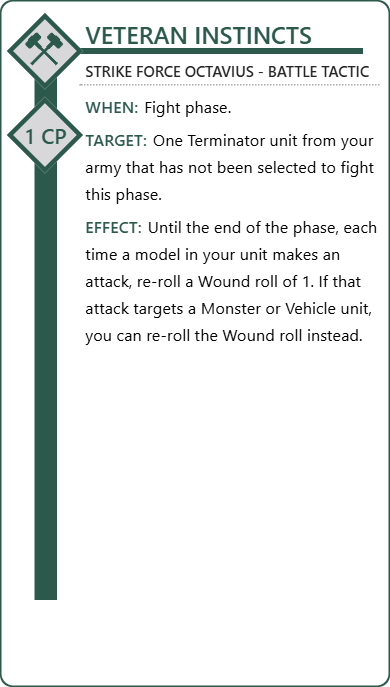 VETERAN INSTINCTS
STRIKE FORCE OCTAVIUS - BATTLE TACTIC
1 CP
WHEN: Fight phase.
TARGET: One Terminator unit from your
army that has not been selected to fight
this phase.
EFFECT: Until the end of the phase, each
time a model in your unit makes an
attack, re-roll a Wound roll of 1. If that
attack targets a Monster or Vehicle unit,
you can re-roll the Wound roll instead.